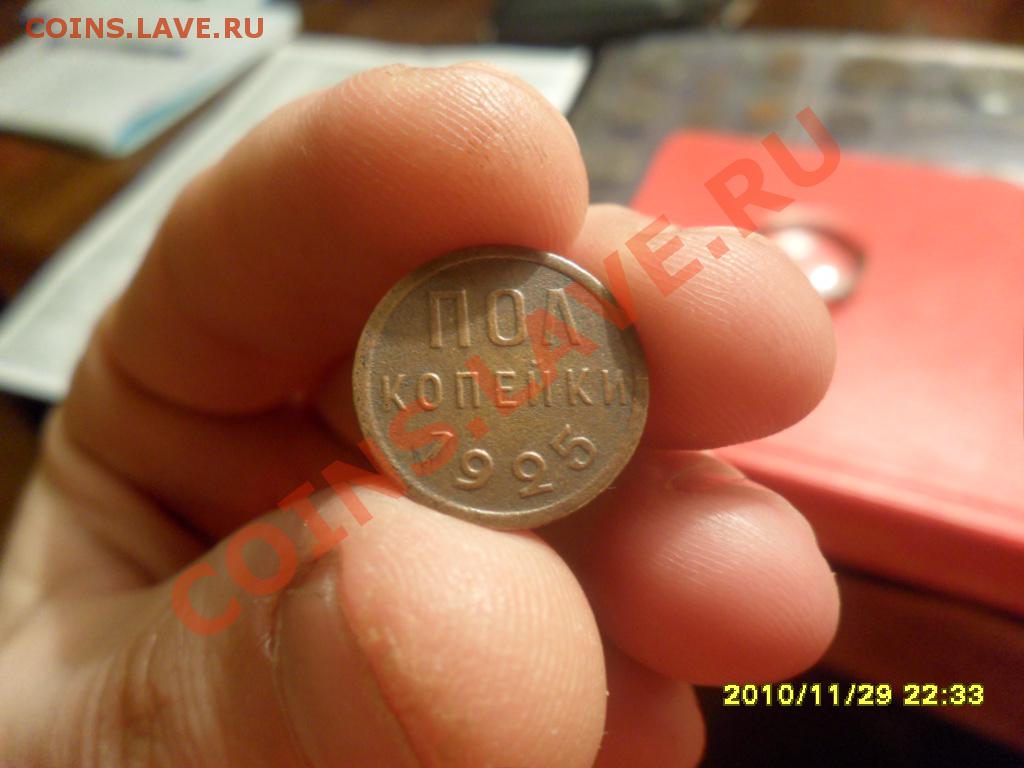 COINS.LAVE.RU
COINS.LAVE.RU
ПОЛ
КОПЕЙКИ
1925
2010/11/29 22:33